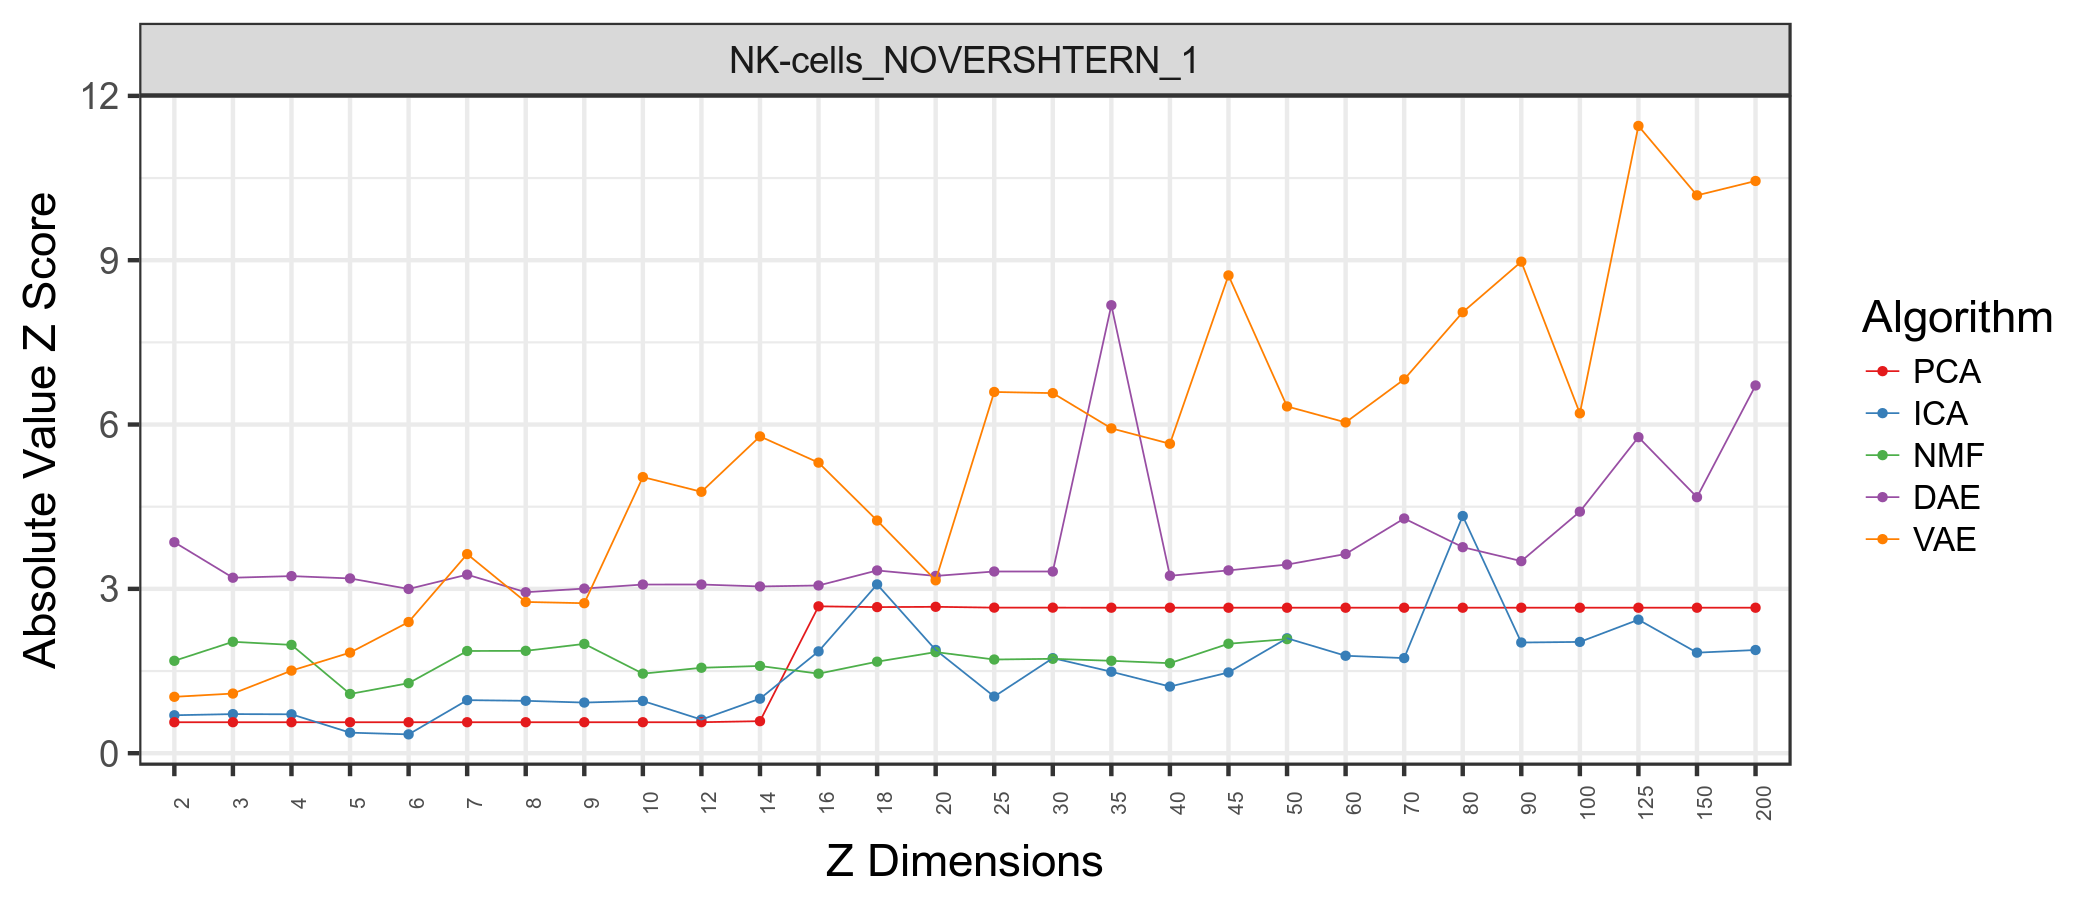 NK-cells_NOVERSHTERN_1
Absolute Value Z Score
12
9
6
3
0
2 3 4 5 6 7 8 9 10 12 14 16 18 20 25 30 35 40 45 50 60 70 80 90 100 125 150 200
Z Dimensions
Algorithm
PCA
ICA
NMF
DAE
VAE